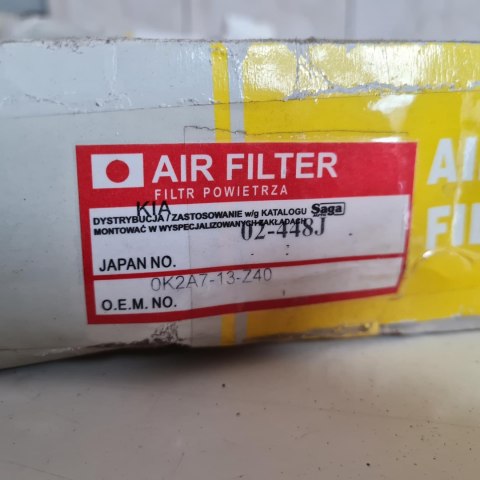 AIR FILTER
FILTR POWIETRZA
KIA
DYSTRYBUCJA / ZASTOSOWANIE w/g KATALOGU Saga
MONTOWAĆ W WYSPECJALIZOWANYCH ZAKŁADACH
02-448J
JAPAN NO.
0K2A7-13-Z40
O.E.M. NO.
AI
FI